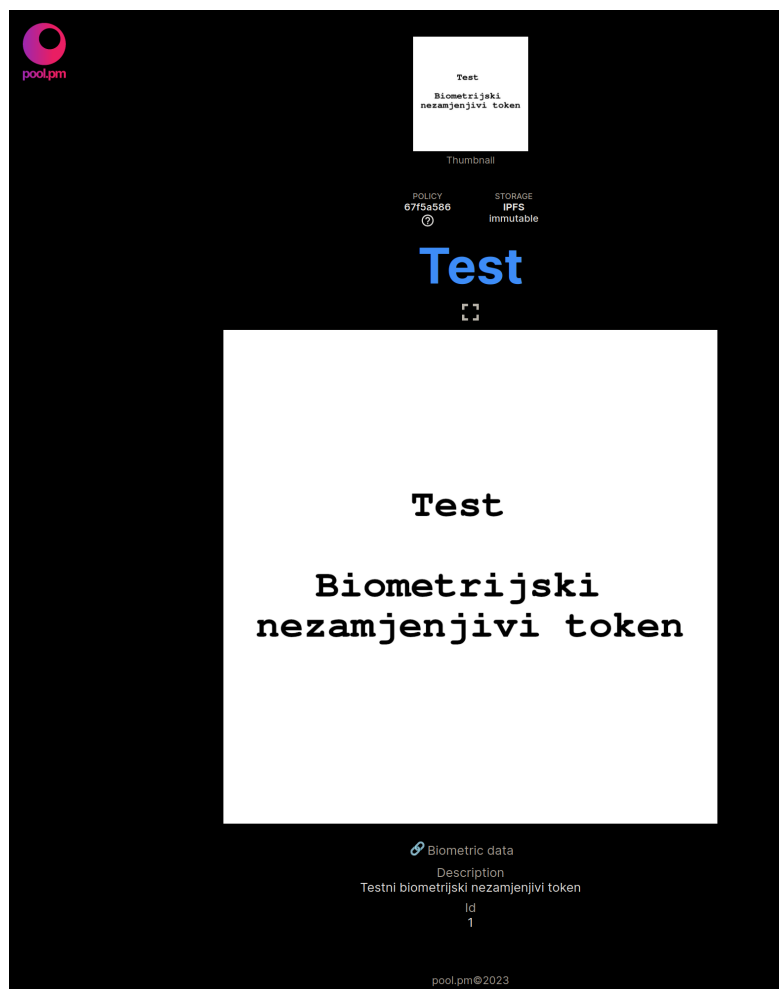 pool.pm
Test
Biometrijski
nezamjenjivi token
Thumbnail
POLICY
67f5a586
STORAGE
IPFS
immutable
Test
Test
Biometrijski
nezamjenjivi token
Biometric data
Description
Testni biometrijski nezamjenjivi token
Id
1
pool.pm©2023